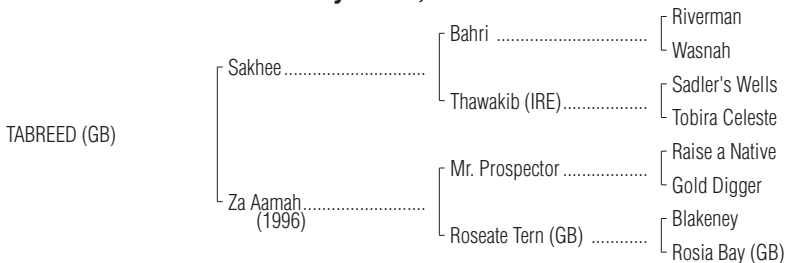 Riverman
Bahri
Wasnah
Sakhee
Sadler's Wells
Thawakib (IRE)
Tobira Celeste
TABREED (GB)
Raise a Native
Mr. Prospector
Gold Digger
Za Aamah
(1996)
Blakeney
Roseate Tern (GB)
Rosia Bay (GB)